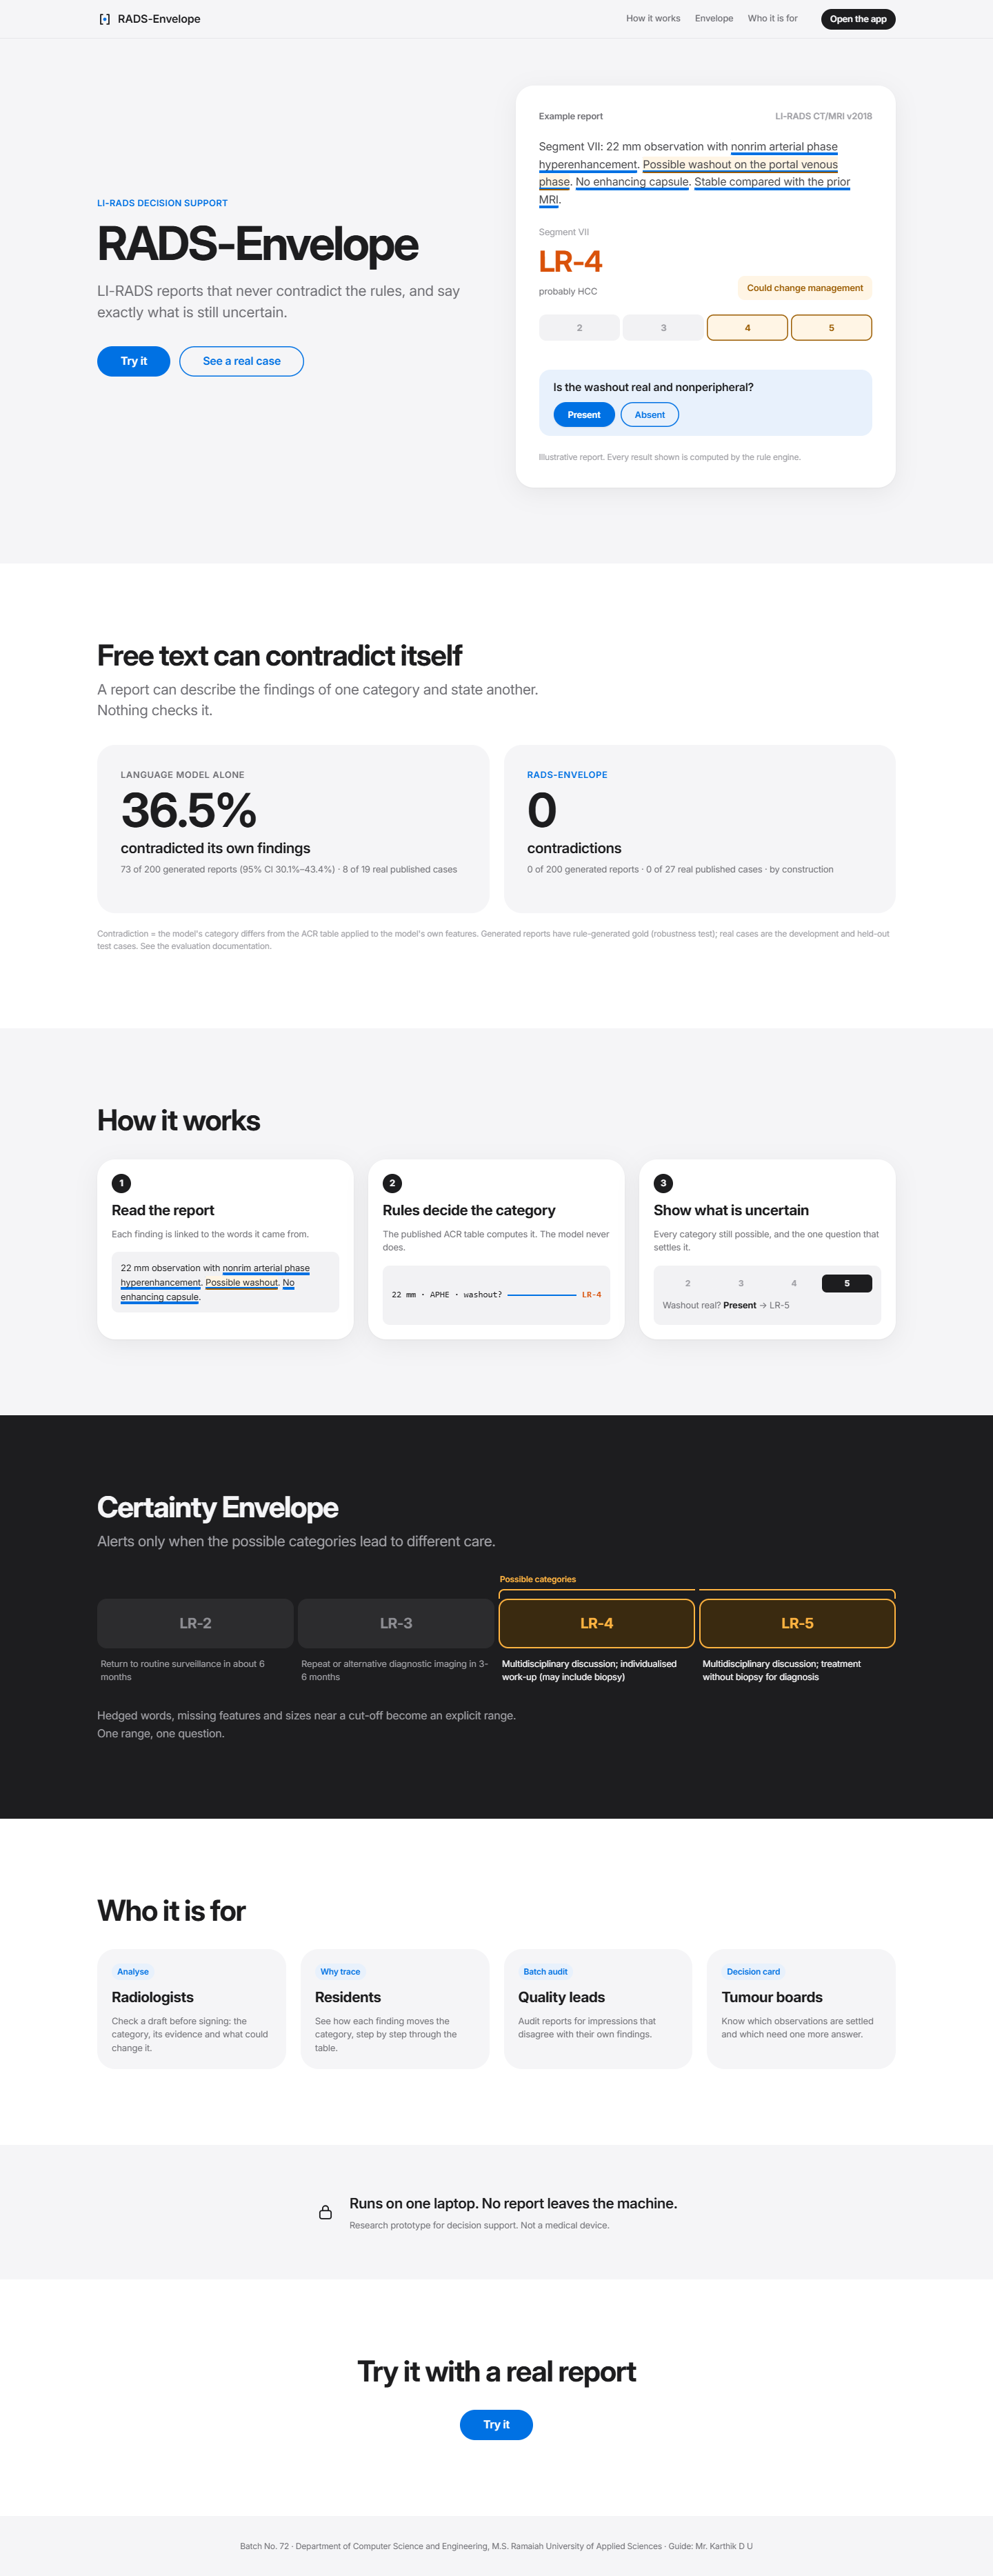 RADS-Envelope
How it works
Envelope
Who it is for
Open the app
LI-RADS DECISION SUPPORT
RADS-Envelope
LI-RADS reports that never contradict the rules, and say
exactly what is still uncertain.
Try it
See a real case
Example report
LI-RADS CT/MRI v2018
Segment VII: 22 mm observation with nonrim arterial phase
hyperenhancement. Possible washout on the portal venous
phase. No enhancing capsule. Stable compared with the prior
MRI.
Segment VII
LR-4
probably HCC
Could change management
2
3
4
5
Is the washout real and nonperipheral?
Present
Absent
Illustrative report. Every result shown is computed by the rule engine.
Free text can contradict itself
A report can describe the findings of one category and state another.
Nothing checks it.
LANGUAGE MODEL ALONE
36.5%
contradicted its own findings
73 of 200 generated reports (95% CI 30.1%–43.4%) · 8 of 19 real published cases
RADS-ENVELOPE
0
contradictions
0 of 200 generated reports · 0 of 27 real published cases · by construction
Contradiction = the model's category differs from the ACR table applied to the model's own features. Generated reports have rule-generated gold (robustness test); real cases are the development and held-out
test cases. See the evaluation documentation.
How it works
1
Read the report
Each finding is linked to the words it came from.
22 mm observation with nonrim arterial phase
hyperenhancement. Possible washout. No
enhancing capsule.
2
Rules decide the category
The published ACR table computes it. The model never
does.
22 mm · APHE · washout?
LR-4
3
Show what is uncertain
Every category still possible, and the one question that
settles it.
2
3
4
5
Washout real? Present → LR-5
Certainty Envelope
Alerts only when the possible categories lead to different care.
Possible categories
LR-2
LR-3
LR-4
LR-5
Return to routine surveillance in about 6
months
Repeat or alternative diagnostic imaging in 3-
6 months
Multidisciplinary discussion; individualised
work-up (may include biopsy)
Multidisciplinary discussion; treatment
without biopsy for diagnosis
Hedged words, missing features and sizes near a cut-off become an explicit range.
One range, one question.
Who it is for
Analyse
Radiologists
Check a draft before signing: the
category, its evidence and what could
change it.
Why trace
Residents
See how each finding moves the
category, step by step through the
table.
Batch audit
Quality leads
Audit reports for impressions that
disagree with their own findings.
Decision card
Tumour boards
Know which observations are settled
and which need one more answer.
Runs on one laptop. No report leaves the machine.
Research prototype for decision support. Not a medical device.
Try it with a real report
Try it
Batch No. 72 · Department of Computer Science and Engineering, M.S. Ramaiah University of Applied Sciences · Guide: Mr. Karthik D U